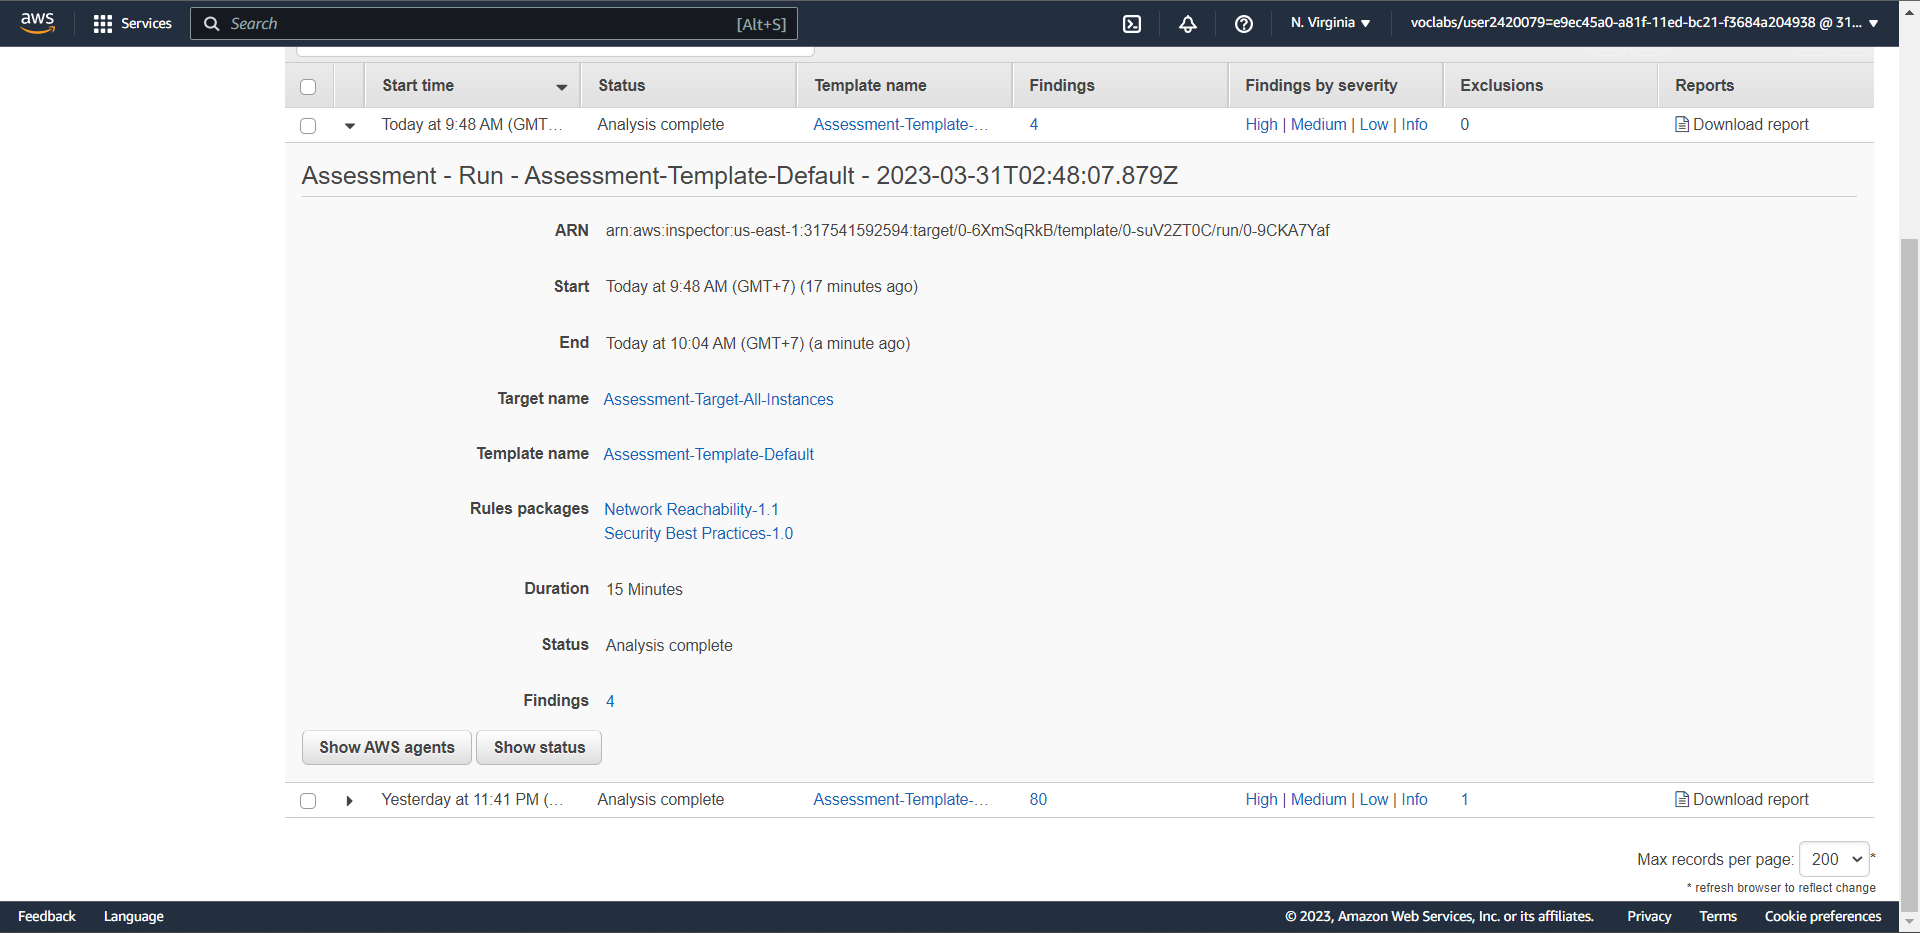 aws Services Search [Alt+S] N. Virginia voclabs/user2420079=e9ec45a0-a81f-11ed-bc21-f3684a204938 @ 31...
Start time Status Template name Findings Findings by severity Exclusions Reports
Today at 9:48 AM (GMT... Analysis complete Assessment-Template-... 4 High | Medium | Low | Info 0 Download report
Assessment - Run - Assessment-Template-Default - 2023-03-31T02:48:07.879Z
ARN arn:aws:inspector:us-east-1:317541592594:target/0-6XmSqRkB/template/0-suV2ZT0C/run/0-9CKA7Yaf
Start Today at 9:48 AM (GMT+7) (17 minutes ago)
End Today at 10:04 AM (GMT+7) (a minute ago)
Target name Assessment-Target-All-Instances
Template name Assessment-Template-Default
Rules packages Network Reachability-1.1
Security Best Practices-1.0
Duration 15 Minutes
Status Analysis complete
Findings 4
Show AWS agents Show status
Yesterday at 11:41 PM (... Analysis complete Assessment-Template-... 80 High | Medium | Low | Info 1 Download report
Max records per page: 200 *
* refresh browser to reflect change
Feedback Language © 2023, Amazon Web Services, Inc. or its affiliates. Privacy Terms Cookie preferences